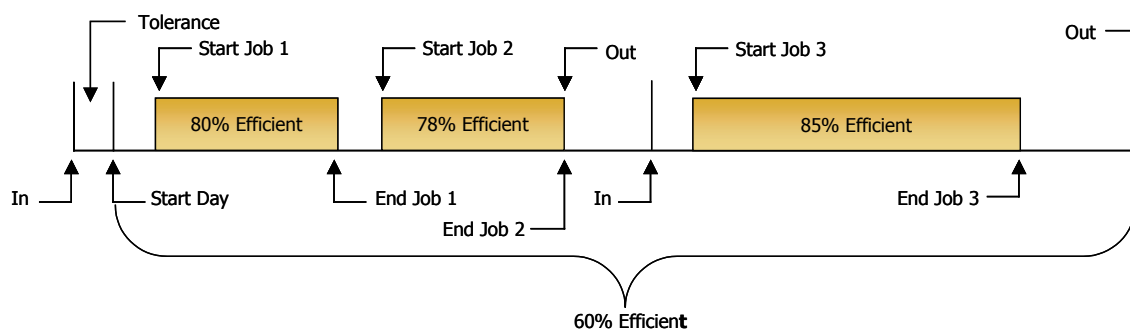 Tolerance
Start Job 1
Start Job 2
Out
Start Job 3
Out
80% Efficient
78% Efficient
85% Efficient
In
Start Day
End Job 1
End Job 2
In
End Job 3
60% Efficient